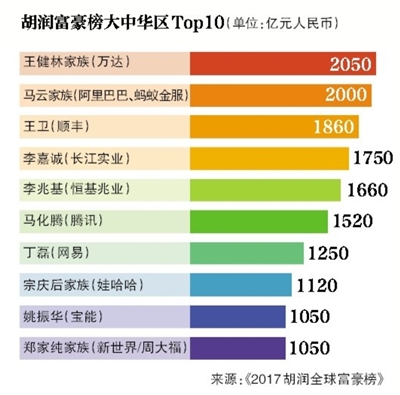 胡润富豪榜大中华区Top10(单位:亿元人民币)
王健林家族(万达) 2050
马云家族(阿里巴巴、蚂蚁金服) 2000
王卫(顺丰) 1860
李嘉诚(长江实业) 1750
李兆基(恒基兆业) 1660
马化腾(腾讯) 1520
丁磊(网易) 1250
宗庆后家族(娃哈哈) 1120
姚振华(宝能) 1050
郑家纯家族(新世界/周大福) 1050
来源:《2017胡润全球富豪榜》